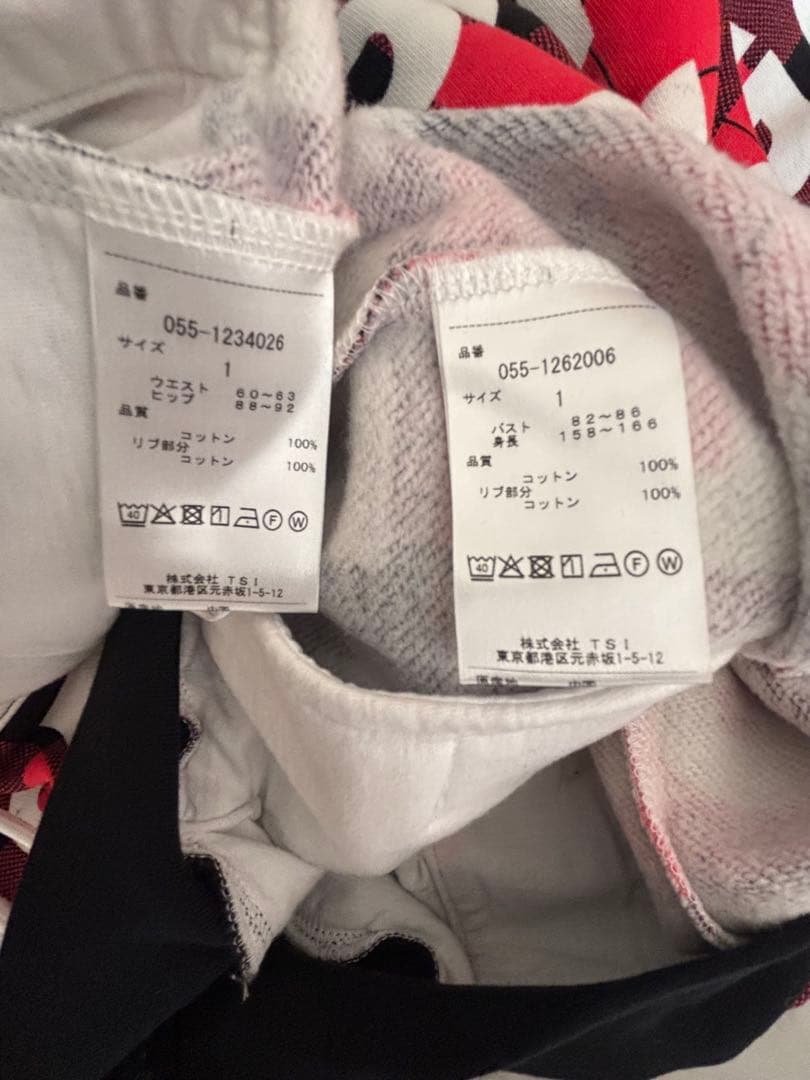 品番
055-1234026
サイズ
1
ウエスト 60～63
ヒップ 88～92
品質
コットン 100%
リブ部分
コットン 100%
40 F W
株式会社 TSI
東京都港区元赤坂1-5-12
品番
055-1262006
サイズ 1
バスト 82～86
身長 158～166
品質
コットン 100%
リブ部分
コットン 100%
40 F W
株式会社 TSI
東京都港区元赤坂1-5-12